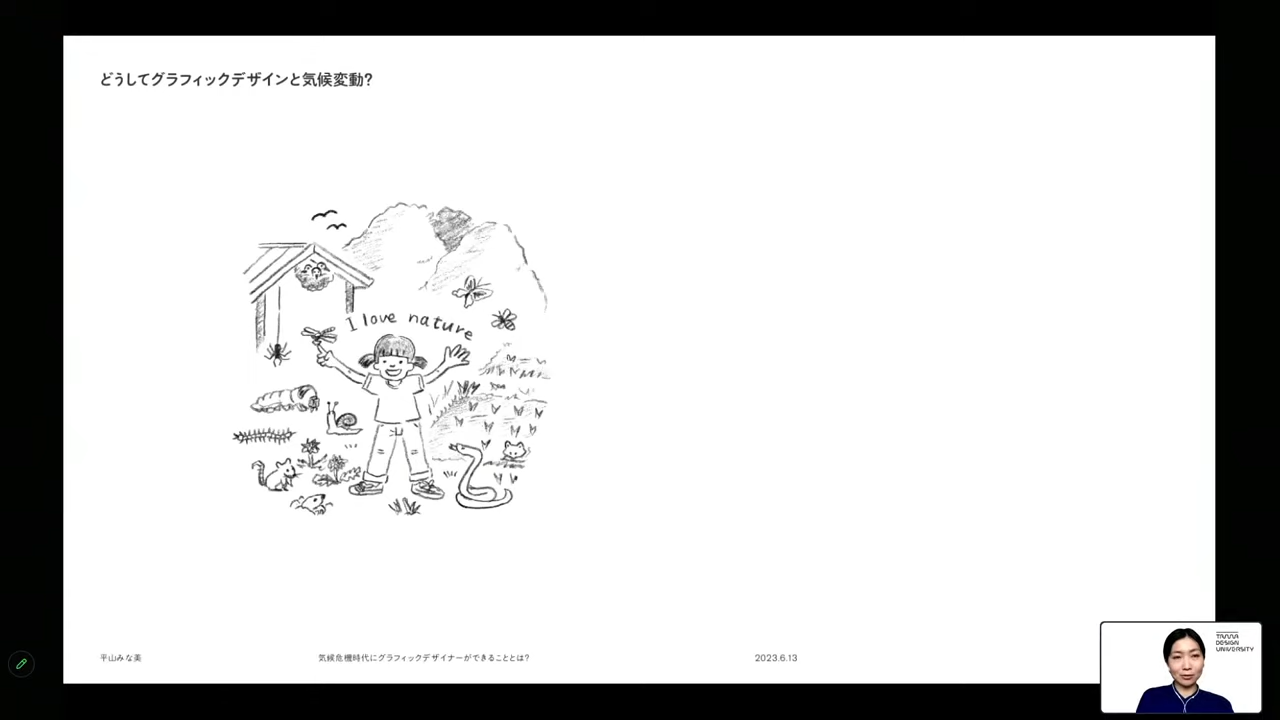 どうしてグラフィックデザインと気候変動?
I love nature
平山みな美
気候危機時代にグラフィックデザイナーができることとは?
2023.6.13
TAMA
DESIGN
UNIVERSITY